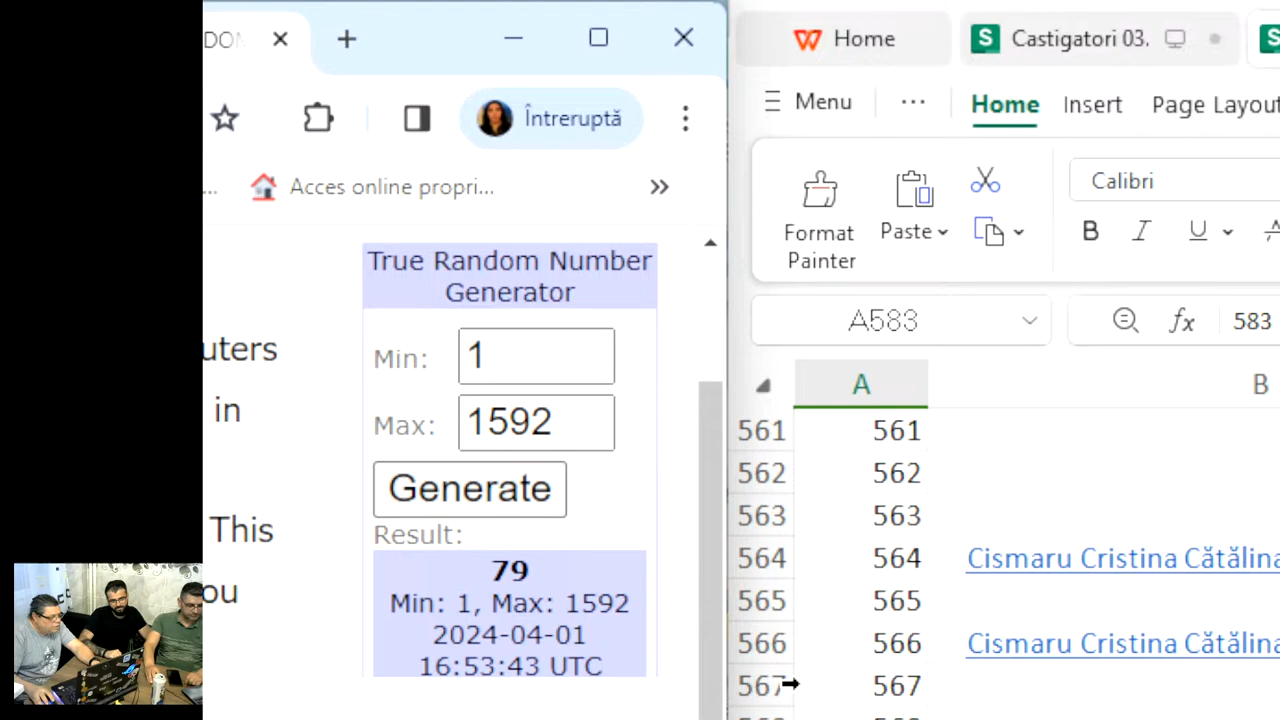 DOM
Întreruptă
...
Acces online propri...
True Random Number
Generator
Min: 1
Max: 1592
Generate
Result:
79
Min: 1, Max: 1592
2024-04-01
16:53:43 UTC
uters
in
This
ou
Home
S Castigatori 03.
S
Menu
...
Home Insert Page Layou
Format
Painter
Paste
Calibri
B I U A
A583
fx 583
A B
561 561
562 562
563 563
564 564 Cismaru Cristina Cătălina
565 565
566 566 Cismaru Cristina Cătălina
567 567